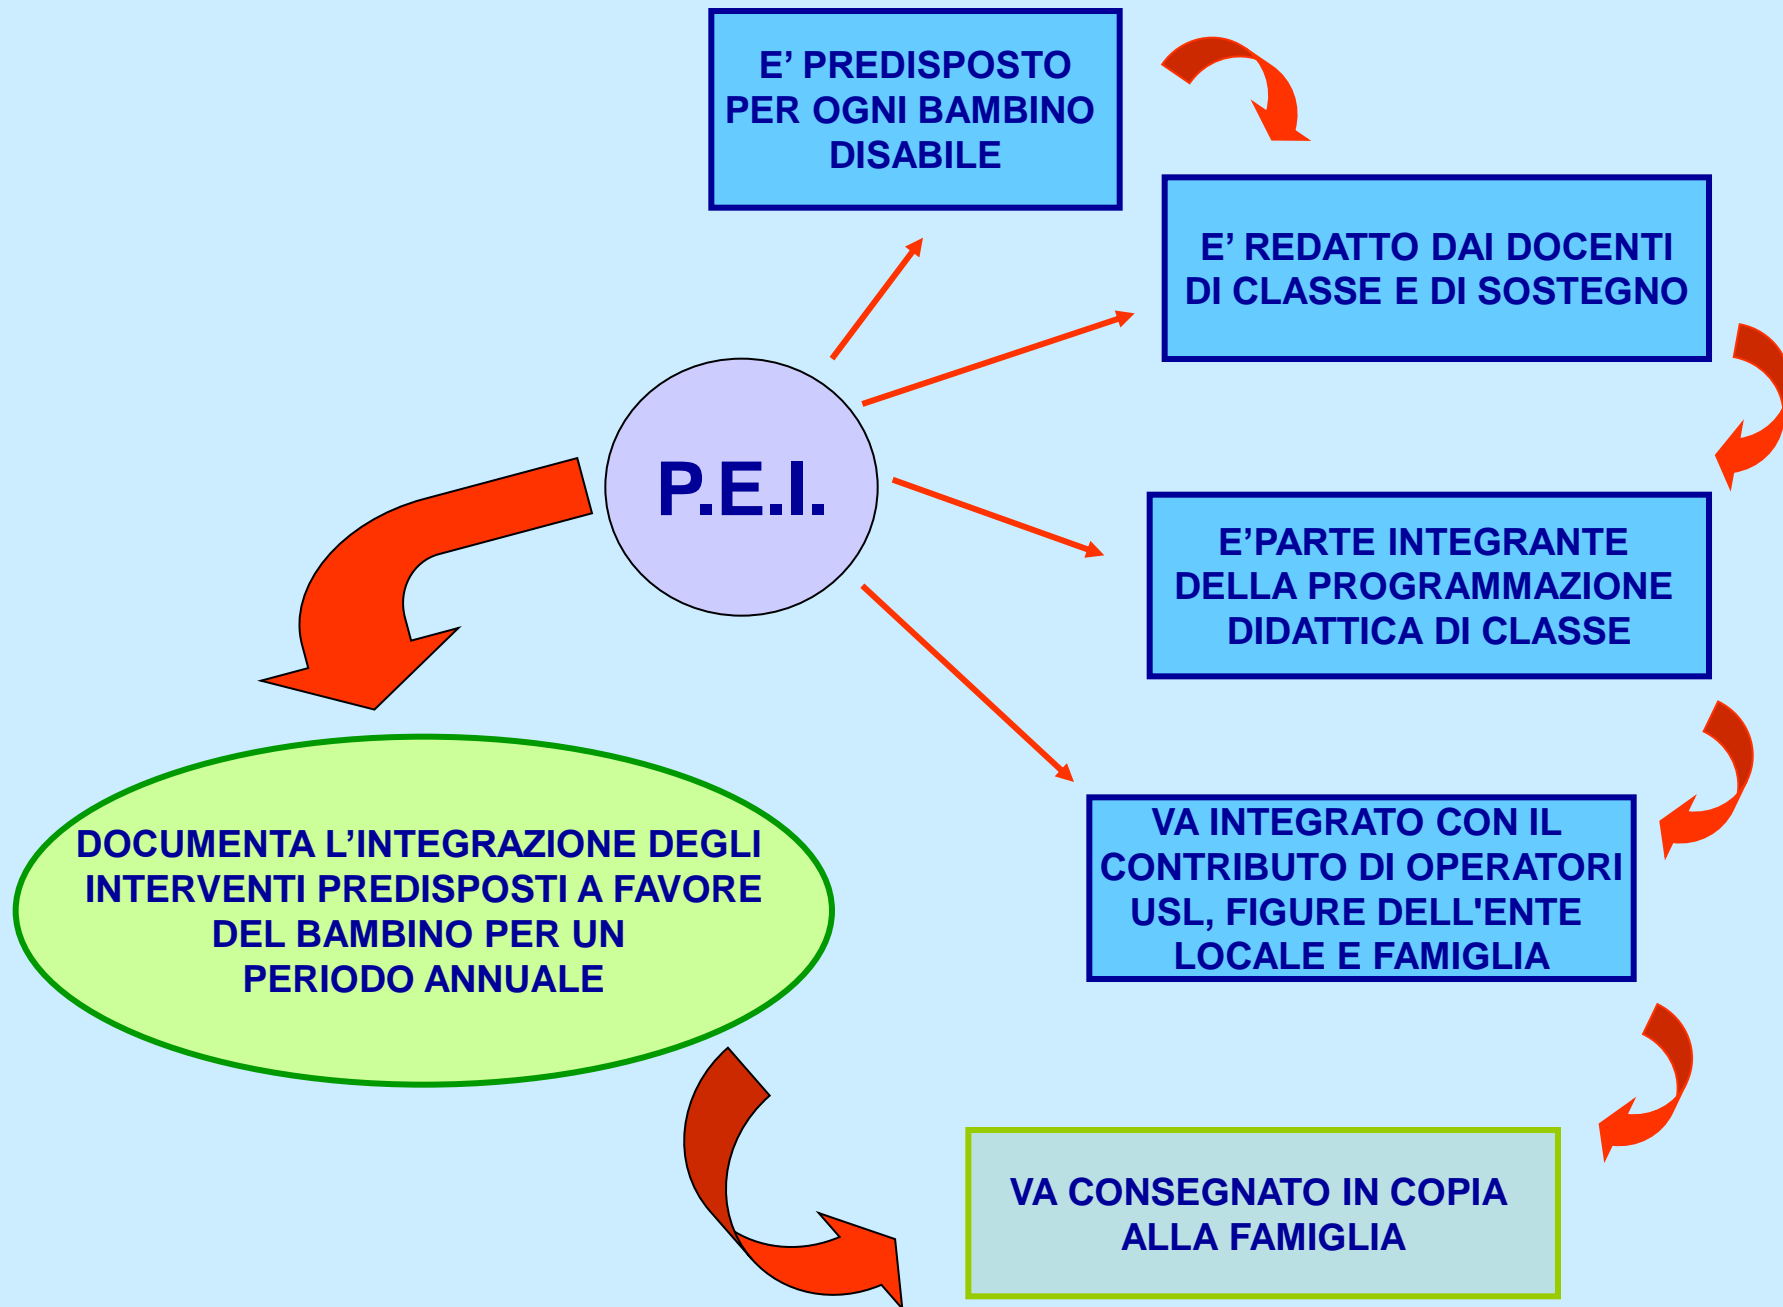 E’ PREDISPOSTO
PER OGNI BAMBINO
DISABILE
E’ REDATTO DAI DOCENTI
DI CLASSE E DI SOSTEGNO
P.E.I.
E’PARTE INTEGRANTE
DELLA PROGRAMMAZIONE
DIDATTICA DI CLASSE
VA INTEGRATO CON IL
CONTRIBUTO DI OPERATORI
USL, FIGURE DELL'ENTE
LOCALE E FAMIGLIA
DOCUMENTA L’INTEGRAZIONE DEGLI
INTERVENTI PREDISPOSTI A FAVORE
DEL BAMBINO PER UN
PERIODO ANNUALE
VA CONSEGNATO IN COPIA
ALLA FAMIGLIA